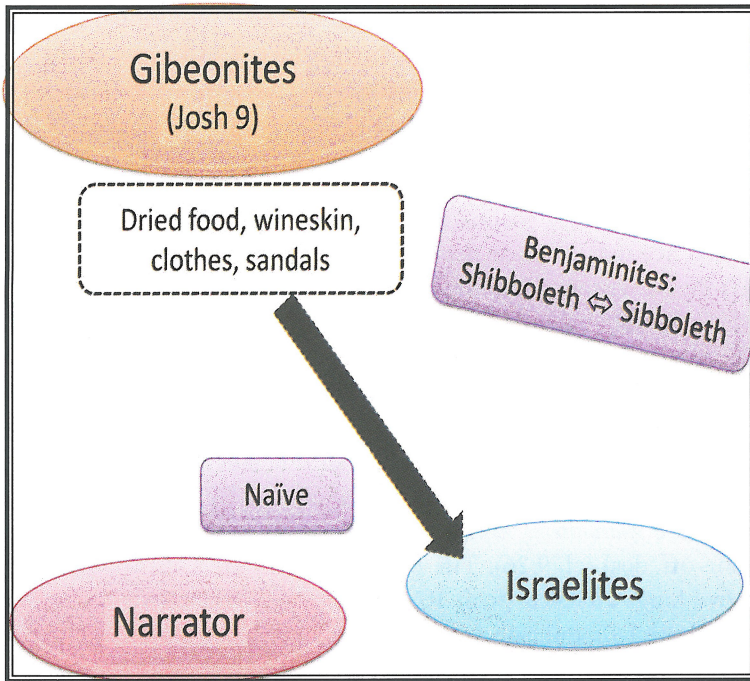 Gibeonites
(Josh 9)
Dried food, wineskin,
clothes, sandals
Benjaminites:
Shibboleth ⇔ Sibboleth
Naïve
Israelites
Narrator